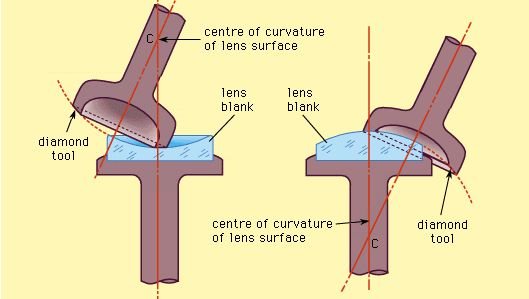 C
centre of curvature
of lens surface
lens
blank
diamond
tool
lens
blank
centre of curvature
of lens surface
C
diamond
tool